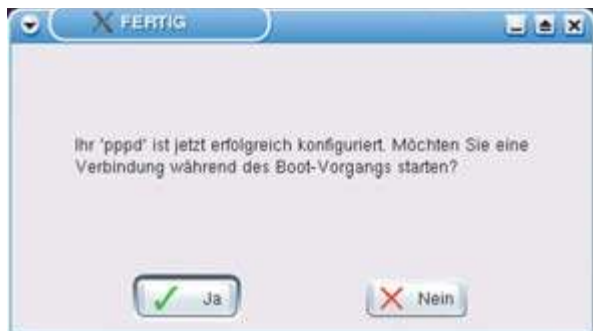 FERTIG
Ihr 'pppd' ist jetzt erfolgreich konfiguriert. Möchten Sie eine
Verbindung während des Boot-Vorgangs starten?
Ja
Nein